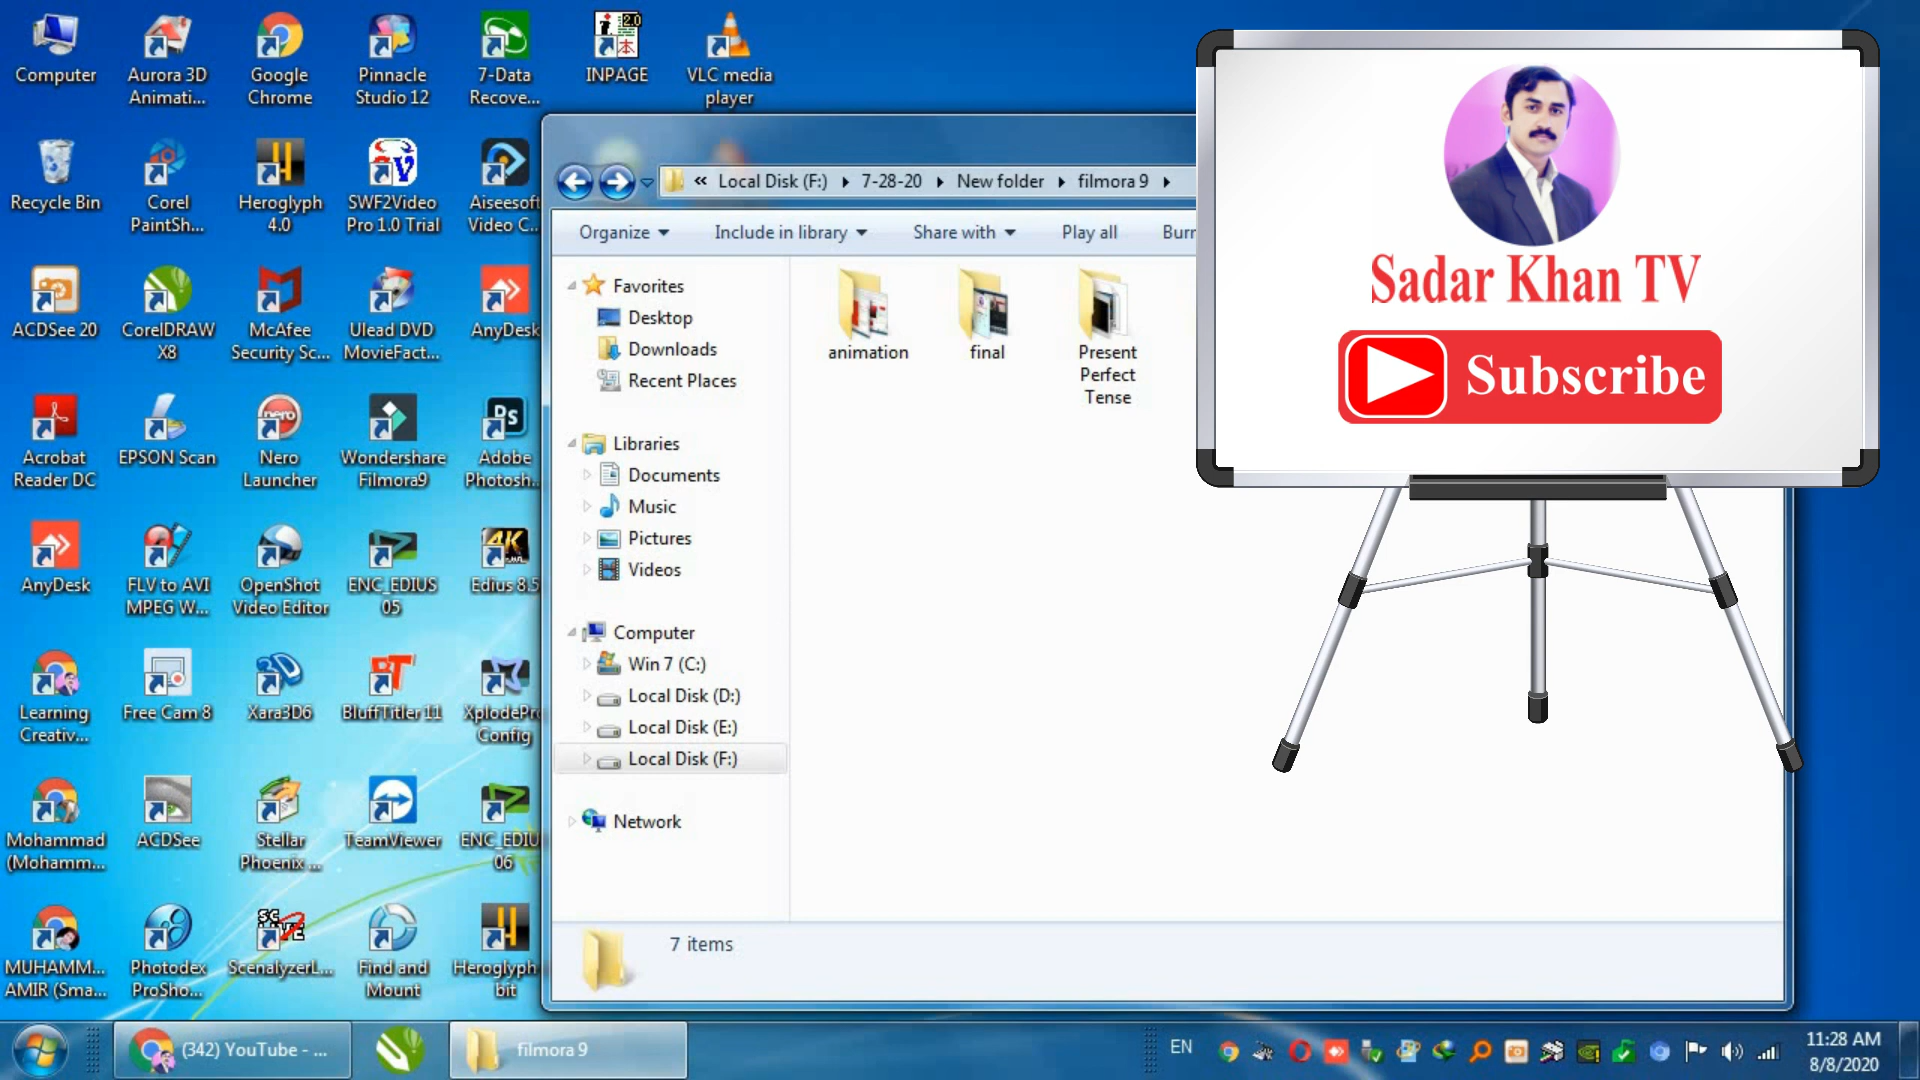 Computer
Aurora 3D
Animati...
Google
Chrome
Pinnacle
Studio 12
7-Data
Recove...
INPAGE
VLC media
player
Recycle Bin
Corel
PaintSh...
Heroglyph
4.0
SWF2Video
Pro 1.0 Trial
Aiseesoft
Video C...
ACDSee 20
CorelDRAW
X8
McAfee
Security Sc...
Ulead DVD
MovieFact...
AnyDesk
Acrobat
Reader DC
EPSON Scan
Nero
Launcher
Wondershare
Filmora9
Adobe
Photosh...
AnyDesk
FLV to AVI
MPEG W...
OpenShot
Video Editor
ENC_EDIUS
05
Edius 8.5
Learning
Creativ...
Free Cam 8
Xara3D6
BluffTitler 11
XplodePro
Config
Mohammad
(Mohamm...
ACDSee
Stellar
Phoenix ...
TeamViewer
ENC_EDIU
06
MUHAMM...
AMIR (Sma...
Photodex
ProSho...
ScenalyzerL...
Find and
Mount
Heroglyph
bit
« Local Disk (F:) 7-28-20 New folder filmora 9
Organize Include in library Share with Play all Burr
Favorites
Desktop
Downloads
Recent Places
Libraries
Documents
Music
Pictures
Videos
Computer
Win 7 (C:)
Local Disk (D:)
Local Disk (E:)
Local Disk (F:)
Network
animation
final
Present
Perfect
Tense
7 items
Sadar Khan TV
Subscribe
(342) YouTube - ...
filmora 9
EN
11:28 AM
8/8/2020